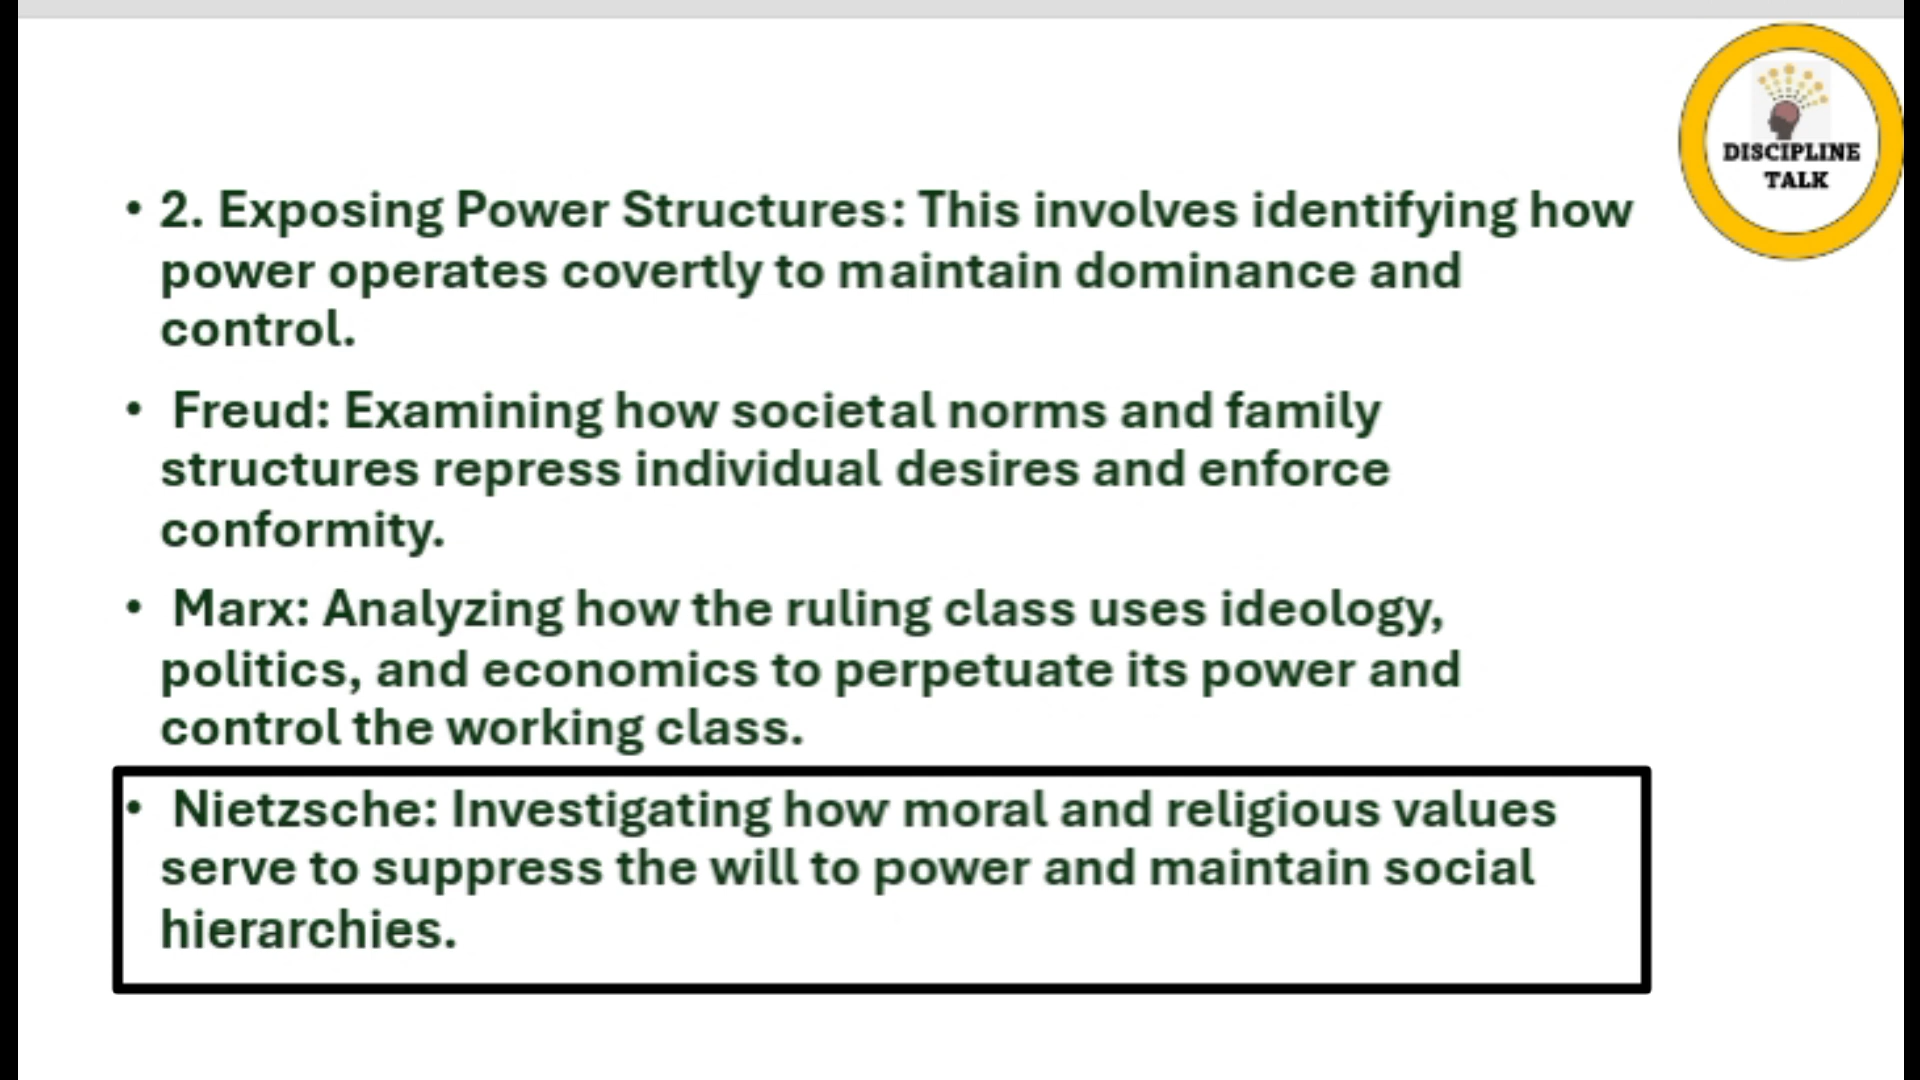 DISCIPLINE
TALK
• 2. Exposing Power Structures: This involves identifying how
power operates covertly to maintain dominance and
control.
• Freud: Examining how societal norms and family
structures repress individual desires and enforce
conformity.
• Marx: Analyzing how the ruling class uses ideology,
politics, and economics to perpetuate its power and
control the working class.
• Nietzsche: Investigating how moral and religious values
serve to suppress the will to power and maintain social
hierarchies.